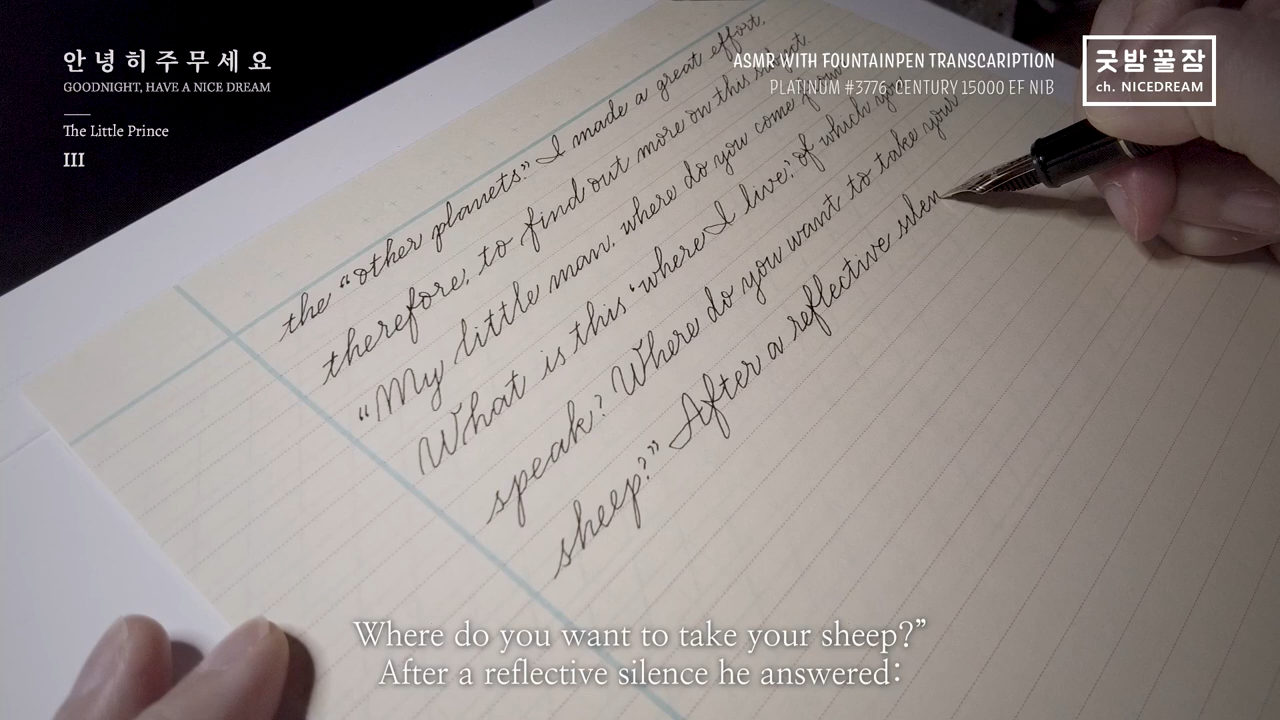 안녕히주무세요
GOODNIGHT, HAVE A NICE DREAM
The Little Prince
III
ASMR WITH FOUNTAINPEN TRANSCARIPTION
PLATINUM #3776, CENTURY 15000 EF NIB
굿밤꿀잠
ch. NICEDREAM
the “other planets.” I made a great effort,
therefore, to find out more on this
“My little man, where do you come from
What is this ‘where I live,’ of which
speak? Where do you want to take your
sheep?” After a reflective silen
Where do you want to take your sheep?”
After a reflective silence he answered: